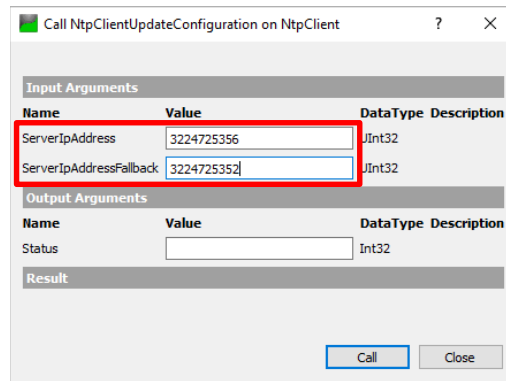 Call NtpClientUpdateConfiguration on NtpClient ? ×
Input Arguments
Name Value DataType Description
ServerIpAddress 3224725356 UInt32
ServerIpAddressFallback 3224725352 UInt32
Output Arguments
Name Value DataType Description
Status Int32
Result
Call Close